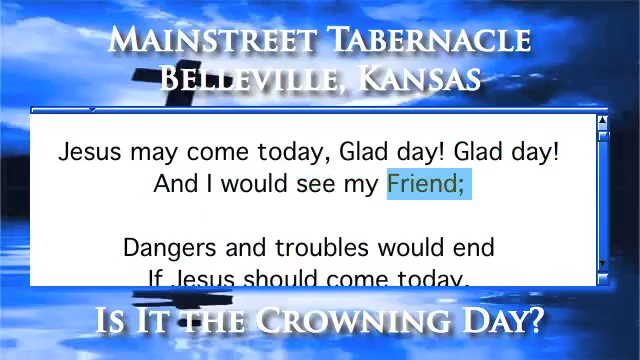 Mainstreet Tabernacle
Belleville, Kansas
Jesus may come today, Glad day! Glad day!
And I would see my Friend;
Dangers and troubles would end
If Jesus should come today.
Is It the Crowning Day?